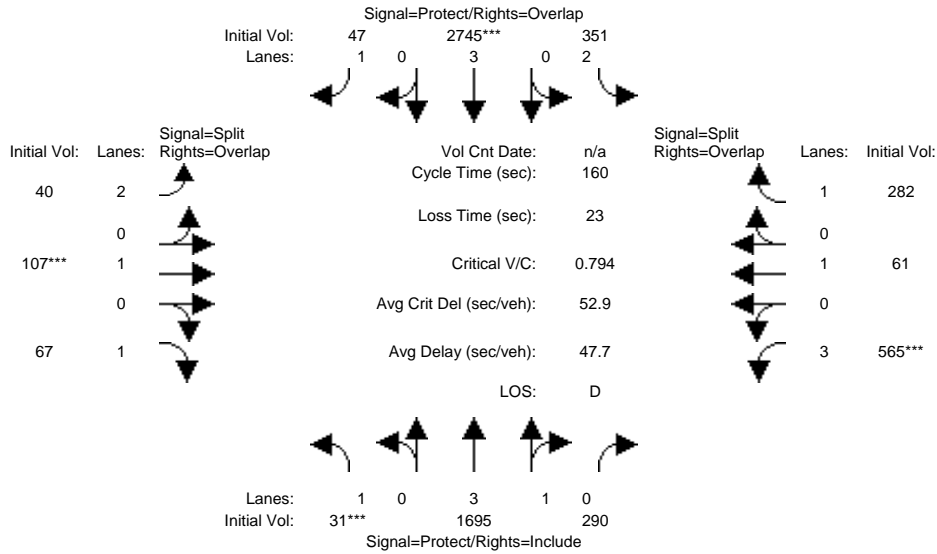 Signal=Protect/Rights=Overlap
Initial Vol: 47 2745*** 351
Lanes: 1 0 3 0 2
Signal=Split Signal=Split
Initial Vol: Lanes: Rights=Overlap Vol Cnt Date: n/a Rights=Overlap Lanes: Initial Vol:
Cycle Time (sec): 160
40 2 1 282
Loss Time (sec): 23
0 0
107*** 1 Critical V/C: 0.794 1 61
0 Avg Crit Del (sec/veh): 52.9 0
67 1 Avg Delay (sec/veh): 47.7 3 565***
LOS: D
Lanes: 1 0 3 1 0
Initial Vol: 31*** 1695 290
Signal=Protect/Rights=Include